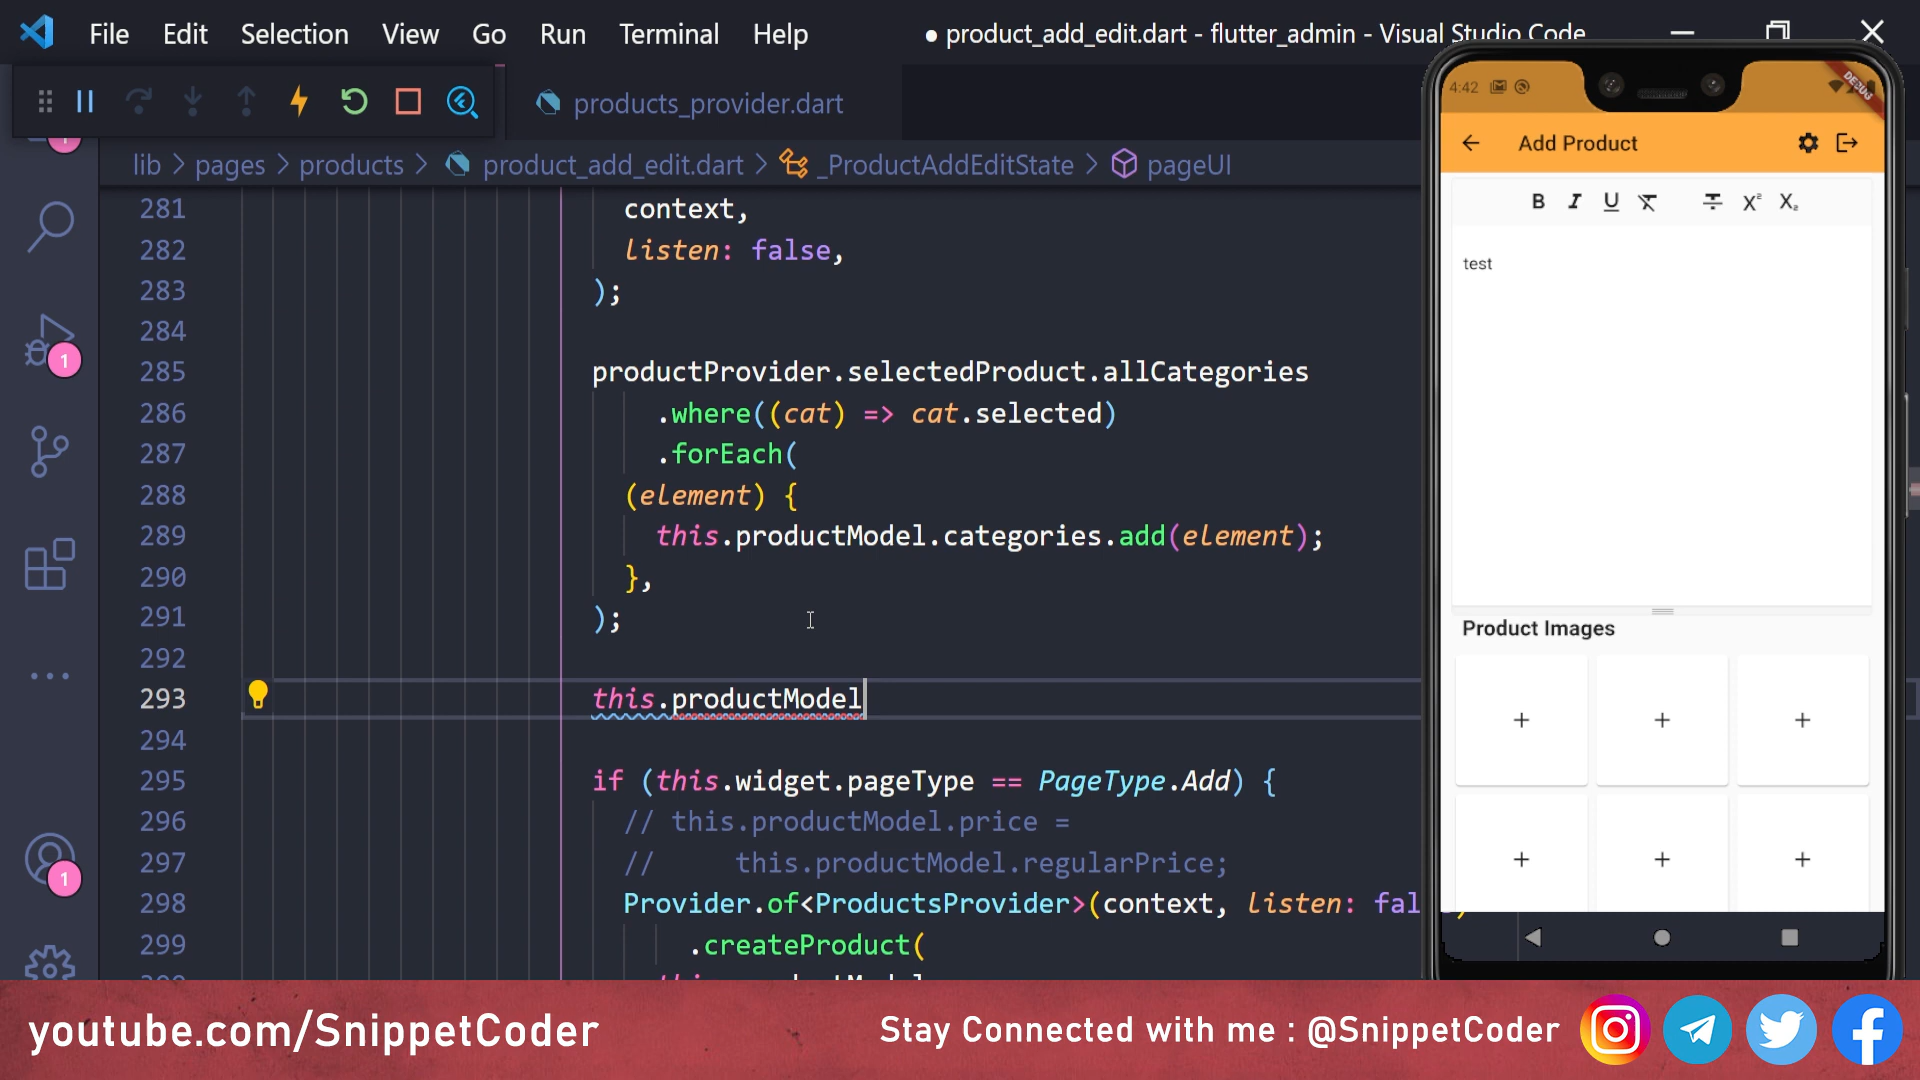 File Edit Selection View Go Run Terminal Help
● product_add_edit.dart - flutter_admin - Visual Studio Code
products_provider.dart
lib > pages > products > product_add_edit.dart > _ProductAddEditState > pageUI
281 context,
282 listen: false,
283 );
284
285 productProvider.selectedProduct.allCategories
286 .where((cat) => cat.selected)
287 .forEach(
288 (element) {
289 this.productModel.categories.add(element);
290 },
291 );
292
293 this.productModel
294
295 if (this.widget.pageType == PageType.Add) {
296 // this.productModel.price =
297 // this.productModel.regularPrice;
298 Provider.of<ProductsProvider>(context, listen: fal
299 .createProduct(
1
1
4:42
DEBUG
Add Product
B I U X² X₂
test
Product Images
+ + +
+ + +
youtube.com/SnippetCoder
Stay Connected with me : @SnippetCoder